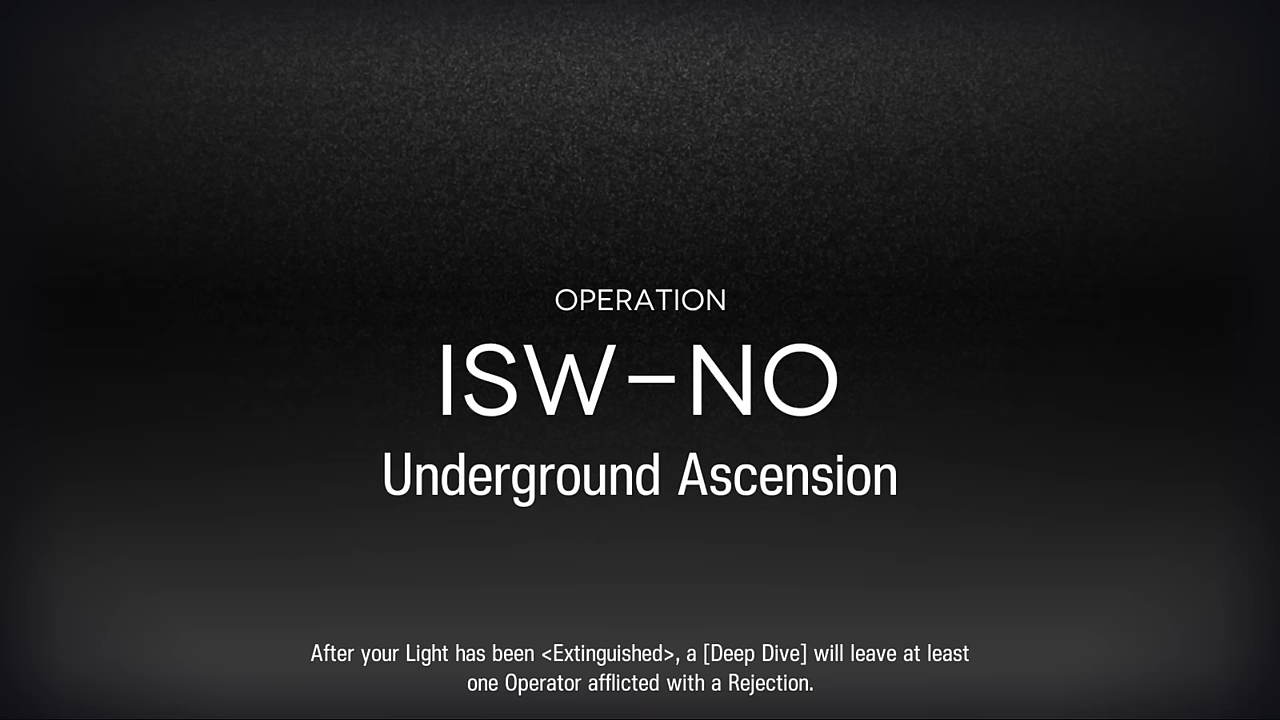 OPERATION
ISW-NO
Underground Ascension
After your Light has been <Extinguished>, a [Deep Dive] will leave at least
one Operator afflicted with a Rejection.